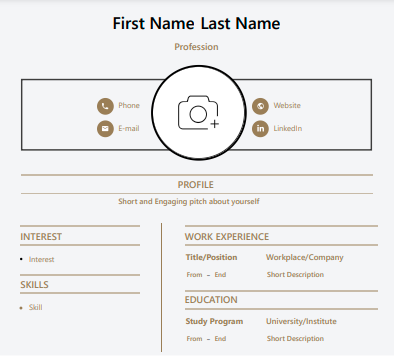 First Name Last Name
Profession
Phone
Website
E-mail
in LinkedIn
PROFILE
Short and Engaging pitch about yourself
INTEREST
• Interest
SKILLS
• Skill
WORK EXPERIENCE
Title/Position Workplace/Company
From – End Short Description
EDUCATION
Study Program University/Institute
From – End Short Description